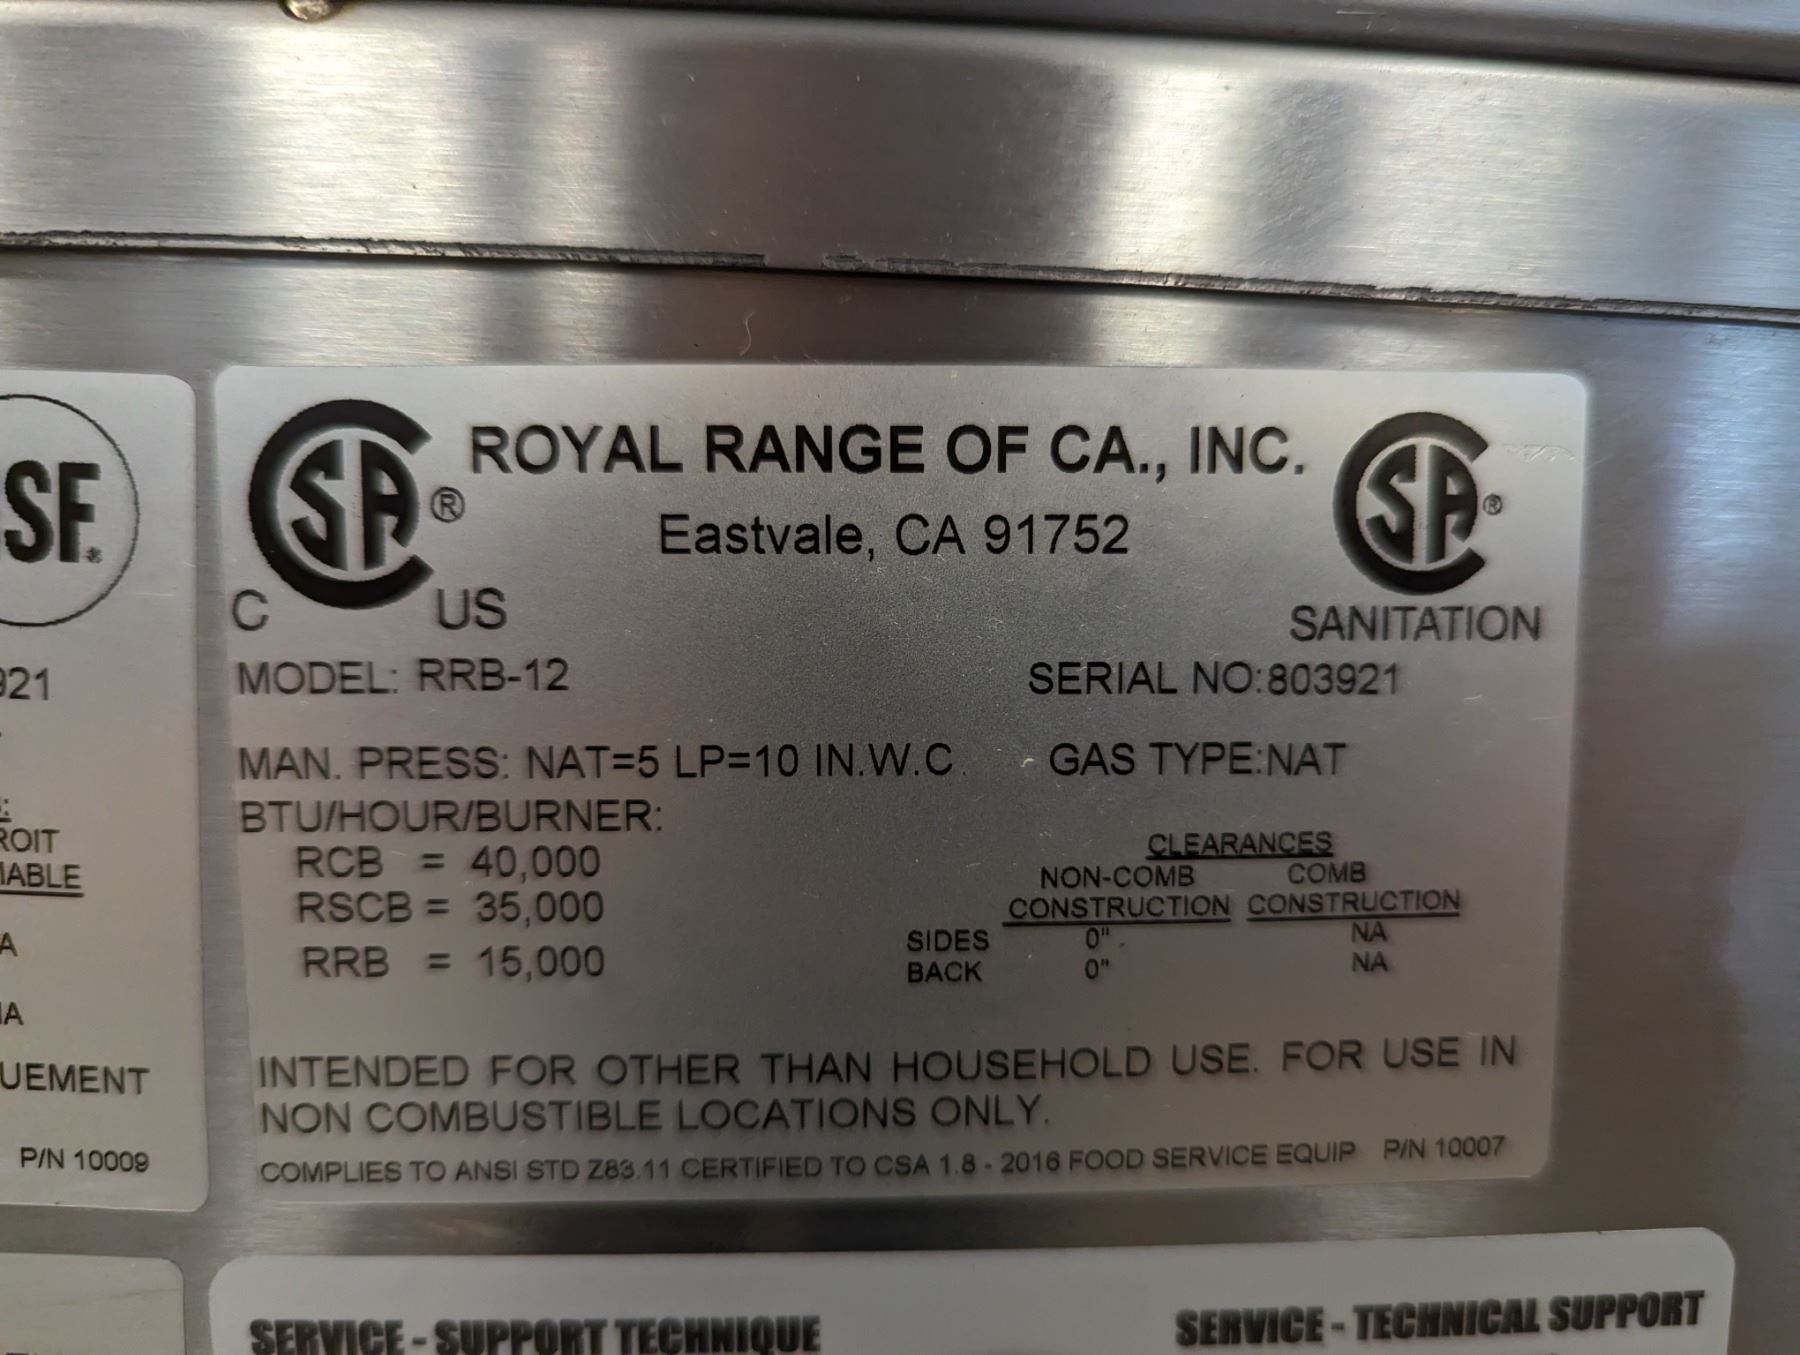 SF
ROYAL RANGE OF CA., INC.
Eastvale, CA 91752
C US
SANITATION
MODEL: RRB-12 SERIAL NO:803921
MAN. PRESS: NAT=5 LP=10 IN.W.C. GAS TYPE:NAT
BTU/HOUR/BURNER:
RCB = 40,000
RSCB = 35,000
RRB = 15,000
CLEARANCES
NON-COMB COMB
CONSTRUCTION CONSTRUCTION
SIDES 0" NA
BACK 0" NA
INTENDED FOR OTHER THAN HOUSEHOLD USE. FOR USE IN
NON COMBUSTIBLE LOCATIONS ONLY.
COMPLIES TO ANSI STD Z83.11 CERTIFIED TO CSA 1.8 - 2016 FOOD SERVICE EQUIP P/N 10007
921
ROIT
IABLE
A
UEMENT
P/N 10009
SERVICE - SUPPORT TECHNIQUE
SERVICE - TECHNICAL SUPPORT